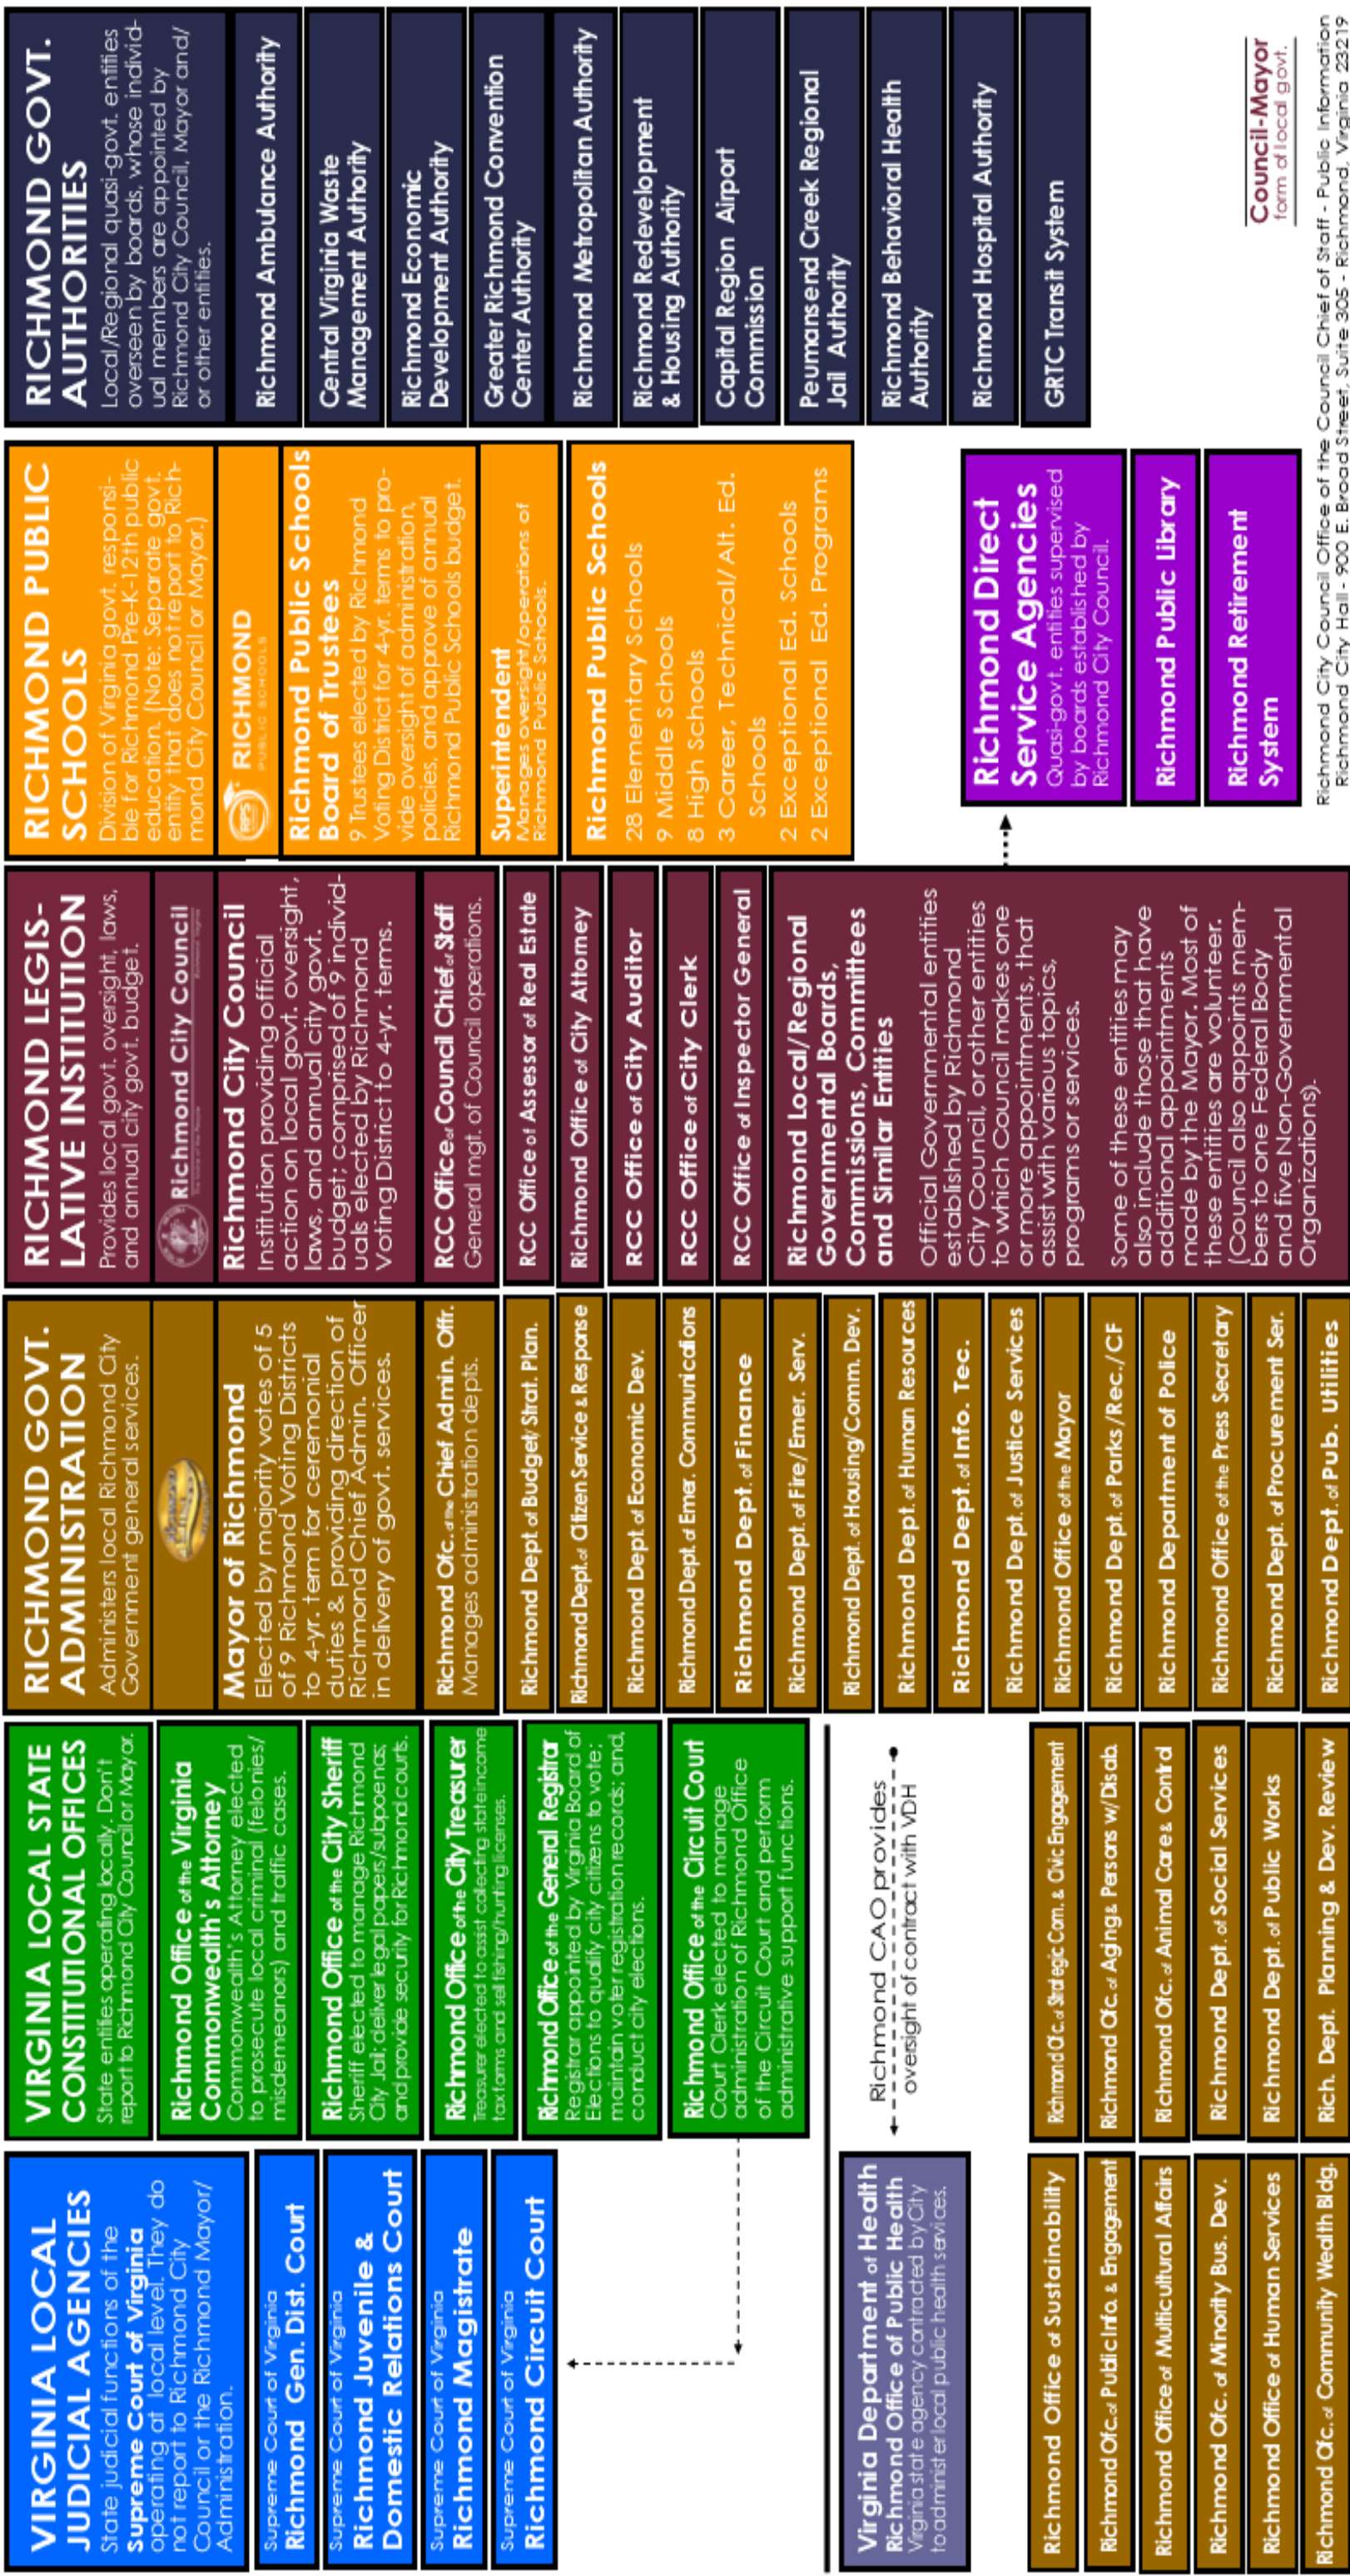 VIRGINIA LOCAL
JUDICIAL AGENCIES
State judicial functions of the
Supreme Court of Virginia
operating at local level. They do
not report to Richmond City
Council or the Richmond Mayor/
Administration.
Supreme Court of Virginia
Richmond Gen. Dist. Court
Supreme Court of Virginia
Richmond Juvenile &
Domestic Relations Court
Supreme Court of Virginia
Richmond Magistrate
Supreme Court of Virginia
Richmond Circuit Court
VIRGINIA LOCAL STATE
CONSTITUTIONAL OFFICES
State entities operating locally. Don't
report to Richmond City Council or Mayor.
Richmond Office of the Virginia
Commonwealth's Attorney
Commonwealth's Attorney elected
to prosecute local criminal (felonies/
misdemeanors) and traffic cases.
Richmond Office of the City Sheriff
Sheriff elected to manage Richmond
City Jail; deliver legal papers/subpoenas;
and provide security for Richmond courts.
Richmond Office of the City Treasurer
Treasurer elected to assist collecting state income
tax forms and sell fishing/hunting licenses.
Richmond Office of the General Registrar
Registrar appointed by Virginia Board of
Elections to qualify city citizens to vote;
maintain voter registration records; and,
conduct city elections.
Richmond Office of the Circuit Court
Court Clerk elected to manage
administration of Richmond Office
of the Circuit Court and perform
administrative support functions.
RICHMOND GOVT.
ADMINISTRATION
Administers local Richmond City
Government general services.
Mayor of Richmond
Elected by majority votes of 5
of 9 Richmond Voting Districts
to 4-yr. term for ceremonial
duties & providing direction of
Richmond Chief Admin. Officer
in delivery of govt. services.
Richmond Ofc. of the Chief Admin. Offr.
Manages administration depts.
Richmond Dept. of Budget/Strat. Plan.
Richmond Dept. of Citizen Service & Response
Richmond Dept of Economic Dev.
Richmond Dept. of Emer. Communications
Richmond Dept. of Finance
Richmond Dept. of Fire/Emer. Serv.
Richmond Dept. of Housing/Comm. Dev.
Richmond Dept. of Human Resources
Richmond Dept. of Info. Tec.
Richmond Dept. of Justice Services
Richmond Office of the Mayor
Richmond Dept. of Parks/Rec./CF
Richmond Department of Police
Richmond Office of the Press Secretary
Richmond Dept. of Procurement Ser.
Richmond Dept. of Pub. Utilities
RICHMOND LEGIS-
LATIVE INSTITUTION
Provides local govt. oversight, laws,
and annual city govt. budget.
Richmond City Council
Richmond City Council
Institution providing official
action on local govt. oversight,
laws, and annual city govt.
budget; comprised of 9 individ-
uals elected by Richmond
Voting District to 4-yr. terms.
RCC Office of Council Chief of Staff
General mgt. of Council operations.
RCC Office of Assessor of Real Estate
Richmond Office of City Attorney
RCC Office of City Auditor
RCC Office of City Clerk
RCC Office of Inspector General
Richmond Local/Regional
Governmental Boards,
Commissions, Committees
and Similar Entities
Official Governmental entities
established by Richmond
City Council, or other entities
to which Council makes one
or more appointments, that
assist with various topics,
programs or services.
Some of these entities may
also include those that have
additional appointments
made by the Mayor. Most of
these entities are volunteer.
(Council also appoints mem-
bers to one Federal Body
and five Non-Governmental
Organizations).
RICHMOND PUBLIC
SCHOOLS
Division of Virginia govt. responsi-
ble for Richmond Pre-K-12th public
education. (Note: Separate govt.
entity that does not report to Rich-
mond City Council or Mayor.)
RPS
RICHMOND
PUBLIC SCHOOLS
Richmond Public Schools
Board of Trustees
9 Trustees elected by Richmond
Voting District for 4-yr. terms to pro-
vide oversight of administration,
policies, and approve of annual
Richmond Public Schools budget.
Superintendent
Manages oversight/operations of
Richmond Public Schools.
Richmond Public Schools
28 Elementary Schools
9 Middle Schools
8 High Schools
3 Career, Technical/Alt. Ed.
Schools
2 Exceptional Ed. Schools
2 Exceptional Ed. Programs
RICHMOND GOVT.
AUTHORITIES
Local/Regional quasi-govt. entities
overseen by boards, whose individ-
ual members are appointed by
Richmond City Council, Mayor and/
or other entities.
Richmond Ambulance Authority
Central Virginia Waste
Management Authority
Richmond Economic
Development Authority
Greater Richmond Convention
Center Authority
Richmond Metropolitan Authority
Richmond Redevelopment
& Housing Authority
Capital Region Airport
Commission
Peumansend Creek Regional
Jail Authority
Richmond Behavioral Health
Authority
Richmond Hospital Authority
GRTC Transit System
Virginia Department of Health
Richmond Office of Public Health
Virginia state agency contracted by City
to administer local public health services.
Richmond CAO provides
oversight of contract with VDH
Richmond Office of Sustainability
Richmond Ofc. of Public Info. & Engagement
Richmond Office of Multicultural Affairs
Richmond Ofc. of Minority Bus. Dev.
Richmond Office of Human Services
Richmond Ofc. of Community Wealth Bldg.
Richmond Ofc. of Strategic Com. & Civic Engagement
Richmond Ofc. of Aging & Persons w/Disab.
Richmond Ofc. of Animal Care & Control
Richmond Dept. of Social Services
Richmond Dept. of Public Works
Rich. Dept. Planning & Dev. Review
Richmond Direct
Service Agencies
Quasi-govt. entities supervised
by boards established by
Richmond City Council.
Richmond Public Library
Richmond Retirement
System
Council-Mayor
form of local govt.
Richmond City Council Office of the Council Chief of Staff - Public Information
Richmond City Hall - 900 E. Broad Street, Suite 305 - Richmond, Virginia 23219